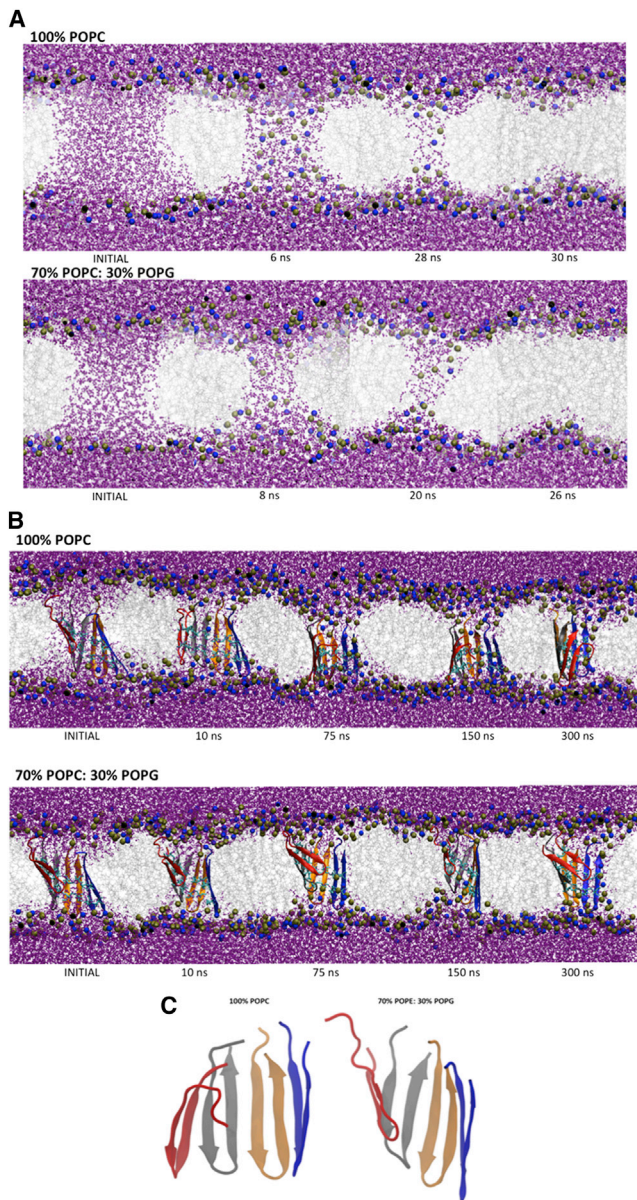 A
100% POPC
INITIAL 6 ns 28 ns 30 ns
70% POPC: 30% POPG
INITIAL 8 ns 20 ns 26 ns
B
100% POPC
INITIAL 10 ns 75 ns 150 ns 300 ns
70% POPC: 30% POPG
INITIAL 10 ns 75 ns 150 ns 300 ns
C
100% POPC 70% POPE: 30% POPG